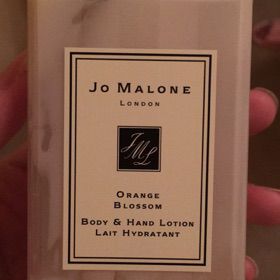 JO MALONE
LONDON
JML
ORANGE
BLOSSOM
BODY & HAND LOTION
LAIT HYDRATANT